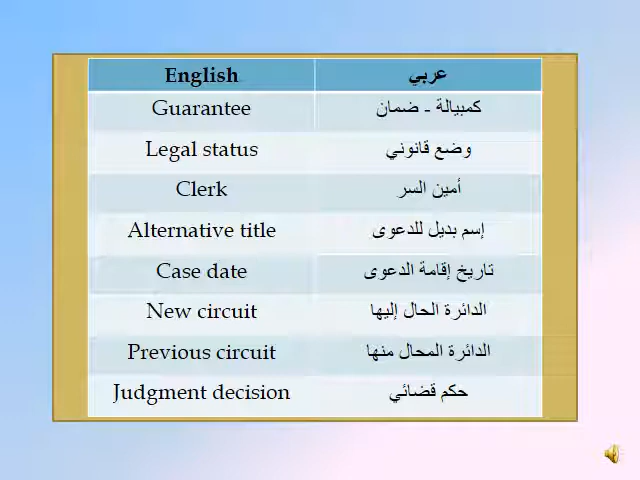 English عربي
Guarantee كمبيالة - ضمان
Legal status وضع قانوني
Clerk أمين السر
Alternative title إسم بديل للدعوى
Case date تاريخ إقامة الدعوى
New circuit الدائرة الحال إليها
Previous circuit الدائرة المحال منها
Judgment decision حكم قضائي